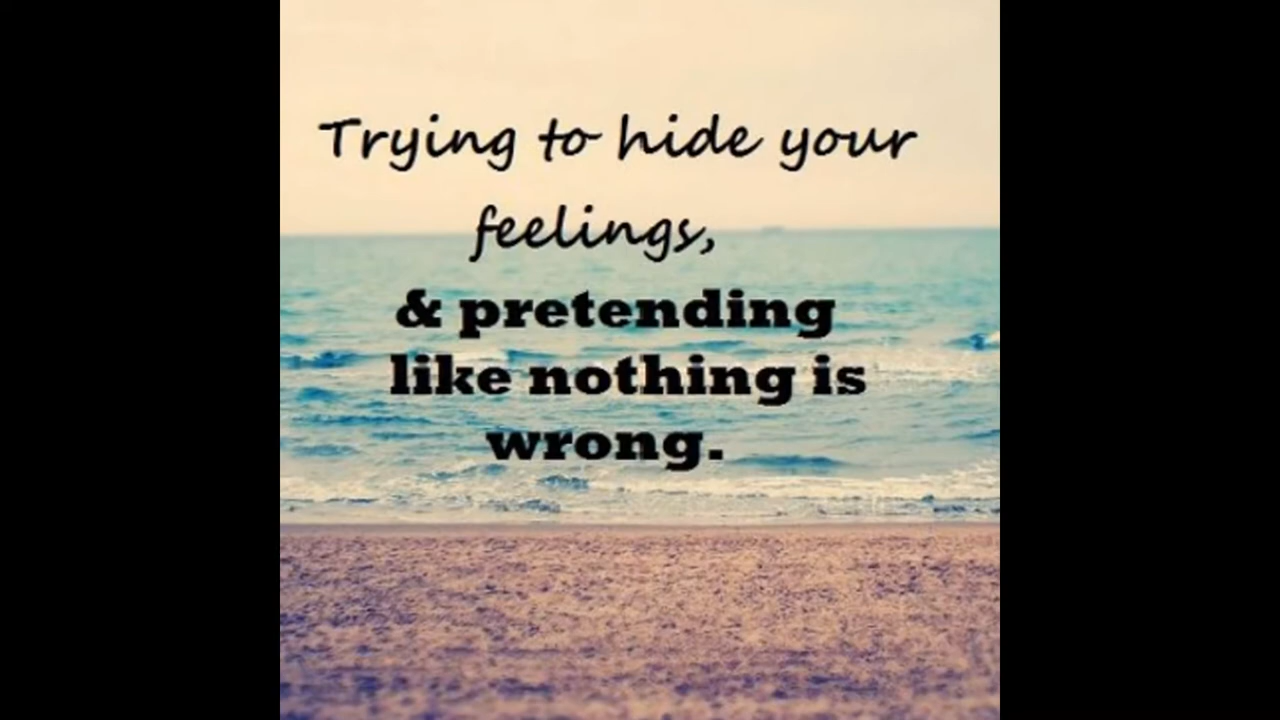 Trying to hide your
feelings,
& pretending
like nothing is
wrong.